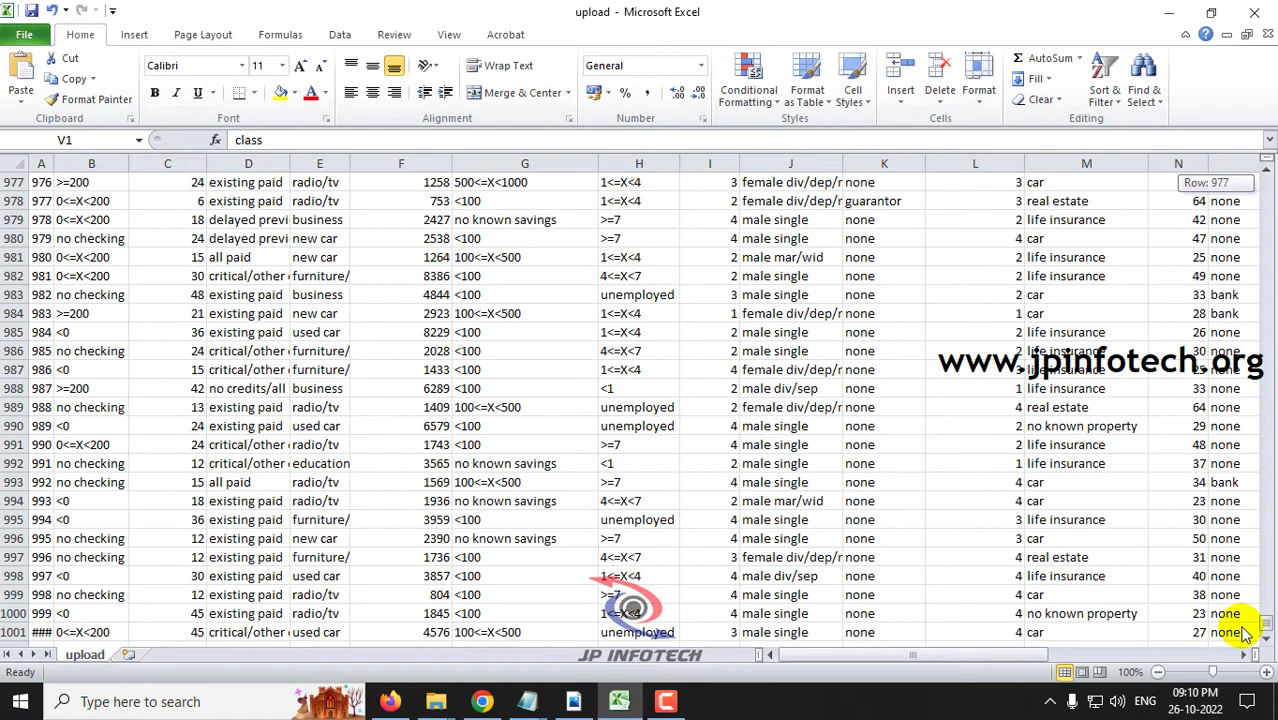 upload - Microsoft Excel
File Home Insert Page Layout Formulas Data Review View Acrobat
Paste Cut Copy Format Painter Clipboard
Calibri 11 B I U A A A Font
Wrap Text Merge & Center Alignment
General % , Number
Conditional Formatting Format as Table Cell Styles Styles
Insert Delete Format Cells
Σ AutoSum Fill Clear Sort & Filter Find & Select Editing
V1 fx class
A B C D E F G H I J K L M N
977 976 >=200 24 existing paid radio/tv 1258 500<=X<1000 1<=X<4 3 female div/dep/r none 3 car Row: 977
978 977 0<=X<200 6 existing paid radio/tv 753 <100 1<=X<4 2 female div/dep/r guarantor 3 real estate 64 none
979 978 0<=X<200 18 delayed previ business 2427 no known savings >=7 4 male single none 2 life insurance 42 none
980 979 no checking 24 delayed previ new car 2538 <100 >=7 4 male single none 4 car 47 none
981 980 0<=X<200 15 all paid new car 1264 100<=X<500 1<=X<4 2 male mar/wid none 2 life insurance 25 none
982 981 0<=X<200 30 critical/other furniture/ 8386 <100 4<=X<7 2 male single none 2 life insurance 49 none
983 982 no checking 48 existing paid business 4844 <100 unemployed 3 male single none 2 car 33 bank
984 983 >=200 21 existing paid new car 2923 100<=X<500 1<=X<4 1 female div/dep/r none 1 car 28 bank
985 984 <0 36 existing paid used car 8229 <100 1<=X<4 2 male single none 2 life insurance 26 none
986 985 no checking 24 critical/other furniture/ 2028 <100 4<=X<7 2 male single none 2 life insurance 30 none
www.jpinfotech.org
987 986 <0 15 critical/other furniture/ 1433 <100 1<=X<4 4 female div/dep/r none none
988 987 >=200 42 no credits/all business 6289 <100 <1 2 male div/sep none 1 life insurance 33 none
989 988 no checking 13 existing paid radio/tv 1409 100<=X<500 unemployed 2 female div/dep/r none 4 real estate 64 none
990 989 <0 24 existing paid used car 6579 <100 unemployed 4 male single none 2 no known property 29 none
991 990 0<=X<200 24 critical/other radio/tv 1743 <100 >=7 4 male single none 2 life insurance 48 none
992 991 no checking 12 critical/other education 3565 no known savings <1 2 male single none 1 life insurance 37 none
993 992 no checking 15 all paid radio/tv 1569 100<=X<500 >=7 4 male single none 4 car 34 bank
994 993 <0 18 existing paid radio/tv 1936 no known savings 4<=X<7 2 male mar/wid none 4 car 23 none
995 994 <0 36 existing paid furniture/ 3959 <100 unemployed 4 male single none 3 life insurance 30 none
996 995 no checking 12 existing paid new car 2390 no known savings >=7 4 male single none 3 car 50 none
997 996 no checking 12 existing paid furniture/ 1736 <100 4<=X<7 3 female div/dep/r none 4 real estate 31 none
998 997 <0 30 existing paid used car 3857 <100 1<=X<4 4 male div/sep none 4 life insurance 40 none
999 998 no checking 12 existing paid radio/tv 804 <100 >=7 4 male single none 4 car 38 none
1000 999 <0 45 existing paid radio/tv 1845 <100 1<=X<4 4 male single none 4 no known property 23 none
1001 ### 0<=X<200 45 critical/other used car 4576 100<=X<500 unemployed 3 male single none 4 car 27 none
JP INFOTECH
upload
Ready 100%
Type here to search ENG 09:10 PM
26-10-2022